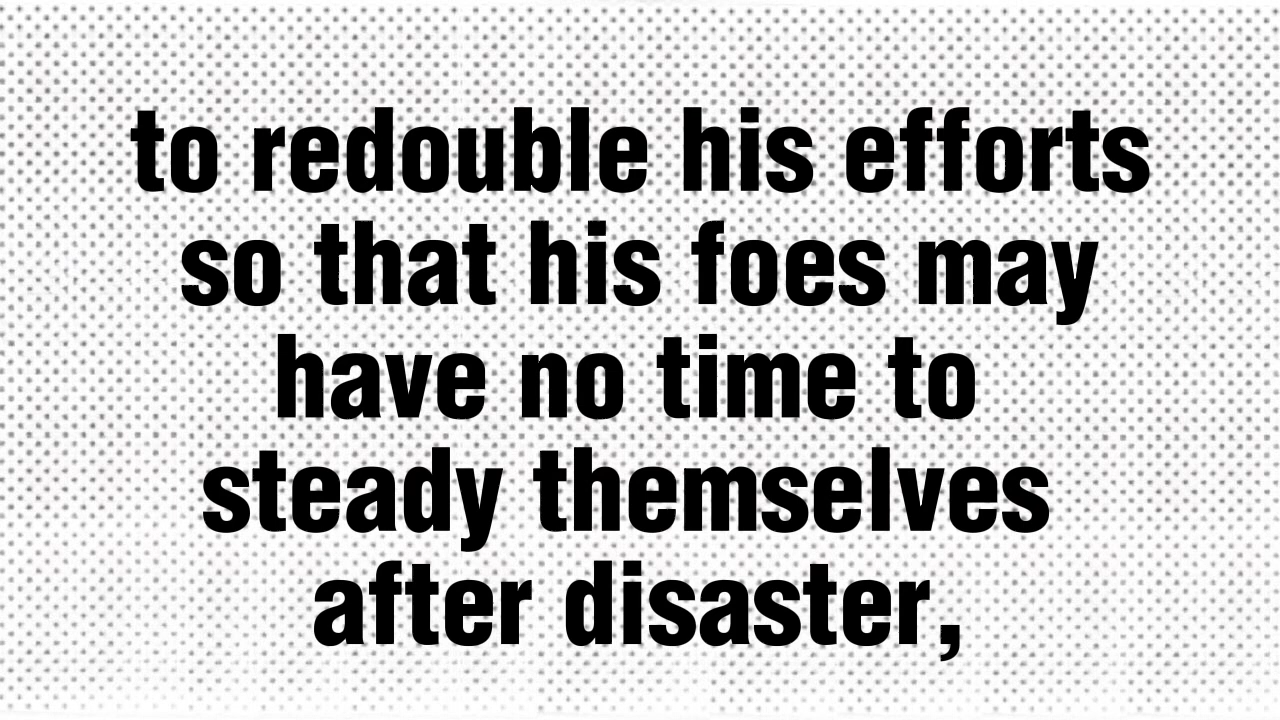 to redouble his efforts
so that his foes may
have no time to
steady themselves
after disaster,